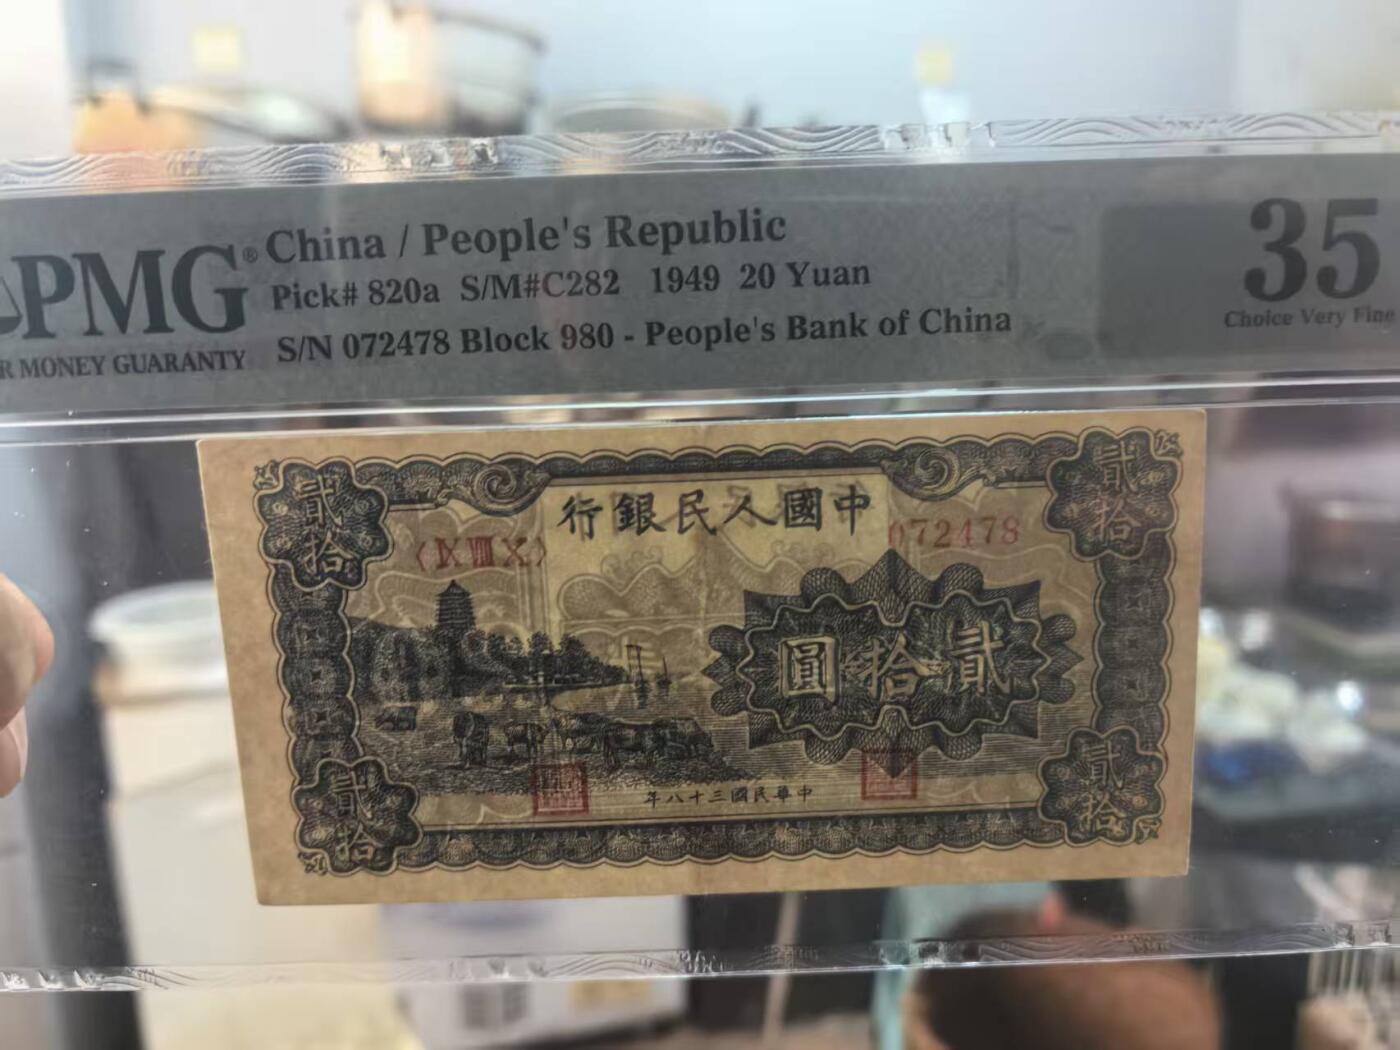 China / People's Republic
PMG®
Pick# 820a S/M#C282 1949 20 Yuan
35
Choice Very Fine
S/N 072478 Block 980 - People's Bank of China
R MONEY GUARANTY
貳拾
行銀民人國中
貳拾
〈IX VIII X〉
072478
圓拾貳
貳拾
年八十三國民華中
貳拾